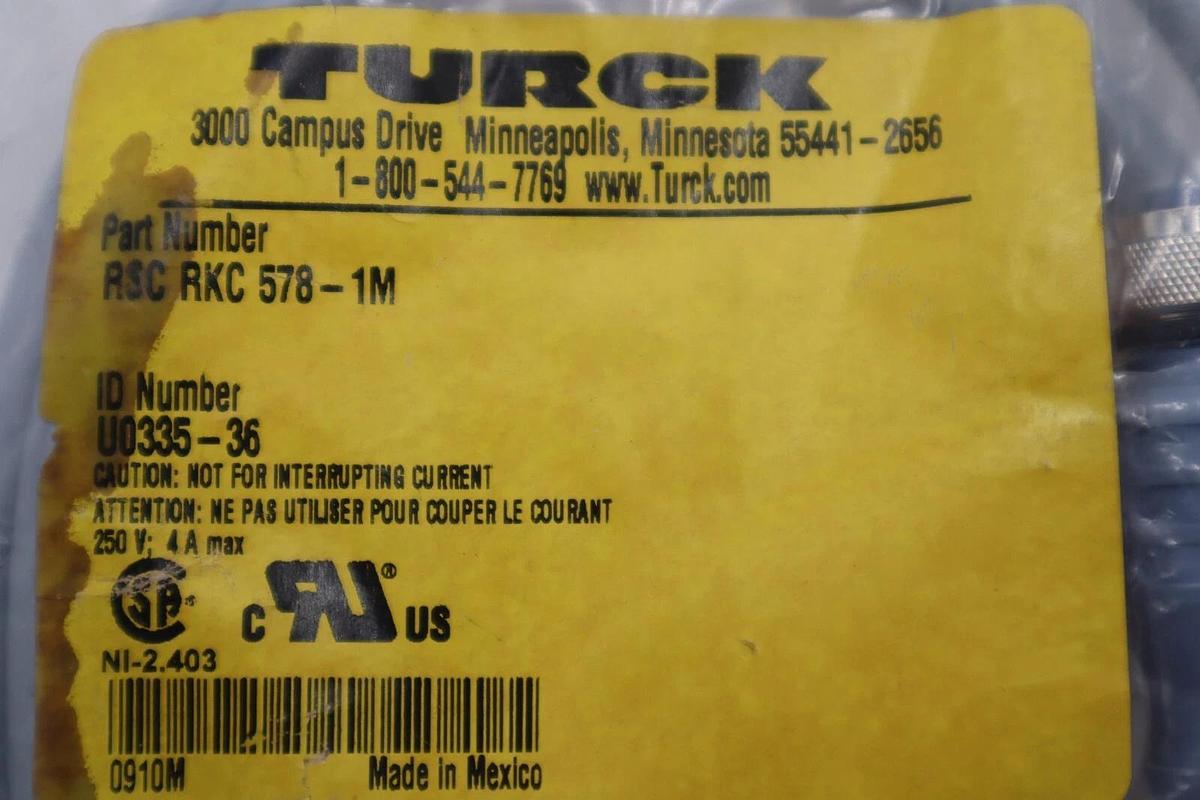 TURCK
3000 Campus Drive Minneapolis, Minnesota 55441-2656
1-800-544-7769 www.Turck.com
Part Number
RSC RKC 578-1M
ID Number
U0335-36
CAUTION: NOT FOR INTERRUPTING CURRENT
ATTENTION: NE PAS UTILISER POUR COUPER LE COURANT
250 V; 4 A max
SA® C RU® US
NI-2.403
0910M Made in Mexico